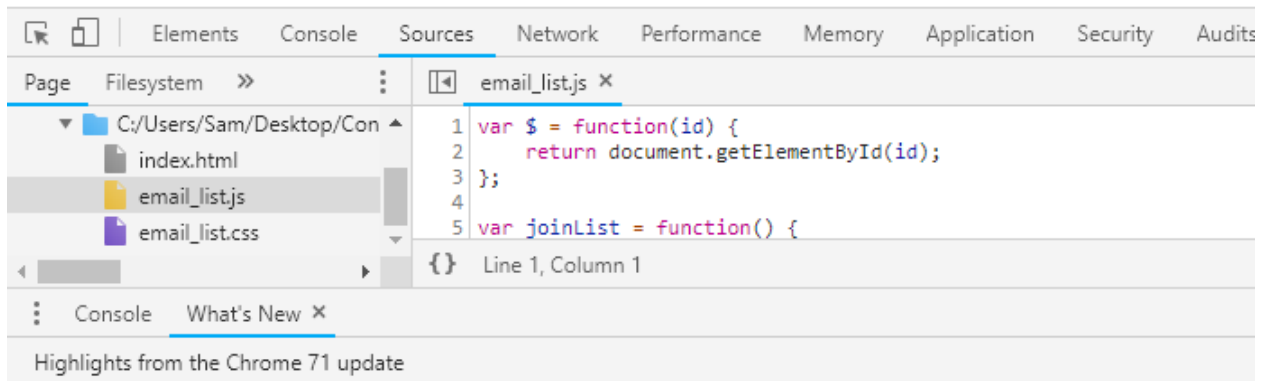 Elements Console Sources Network Performance Memory Application Security Audits
Page Filesystem » email_list.js ×
C:/Users/Sam/Desktop/Con
index.html
email_list.js
email_list.css
1 var $ = function(id) {
2 return document.getElementById(id);
3 };
4
5 var joinList = function() {
{} Line 1, Column 1
Console What's New ×
Highlights from the Chrome 71 update